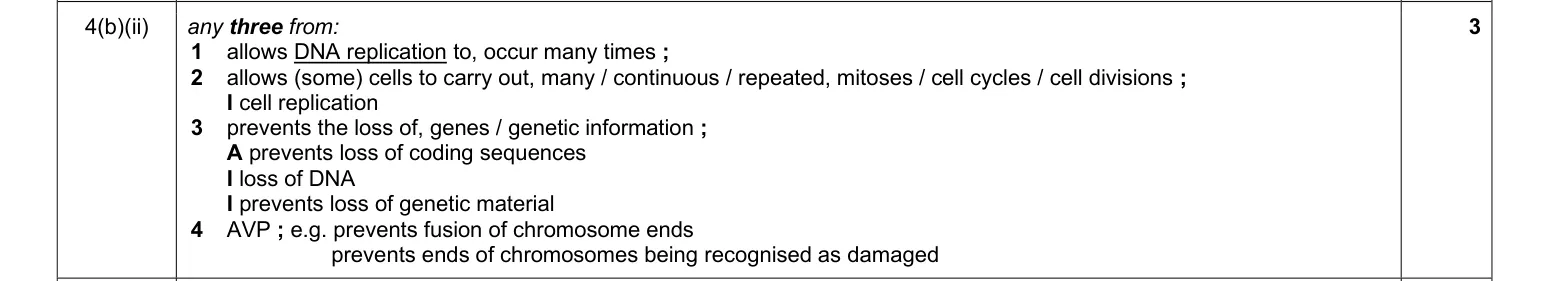 4(b)(ii) any three from: 3
1 allows DNA replication to, occur many times ;
2 allows (some) cells to carry out, many / continuous / repeated, mitoses / cell cycles / cell divisions ;
I cell replication
3 prevents the loss of, genes / genetic information ;
A prevents loss of coding sequences
I loss of DNA
I prevents loss of genetic material
4 AVP ; e.g. prevents fusion of chromosome ends
prevents ends of chromosomes being recognised as damaged